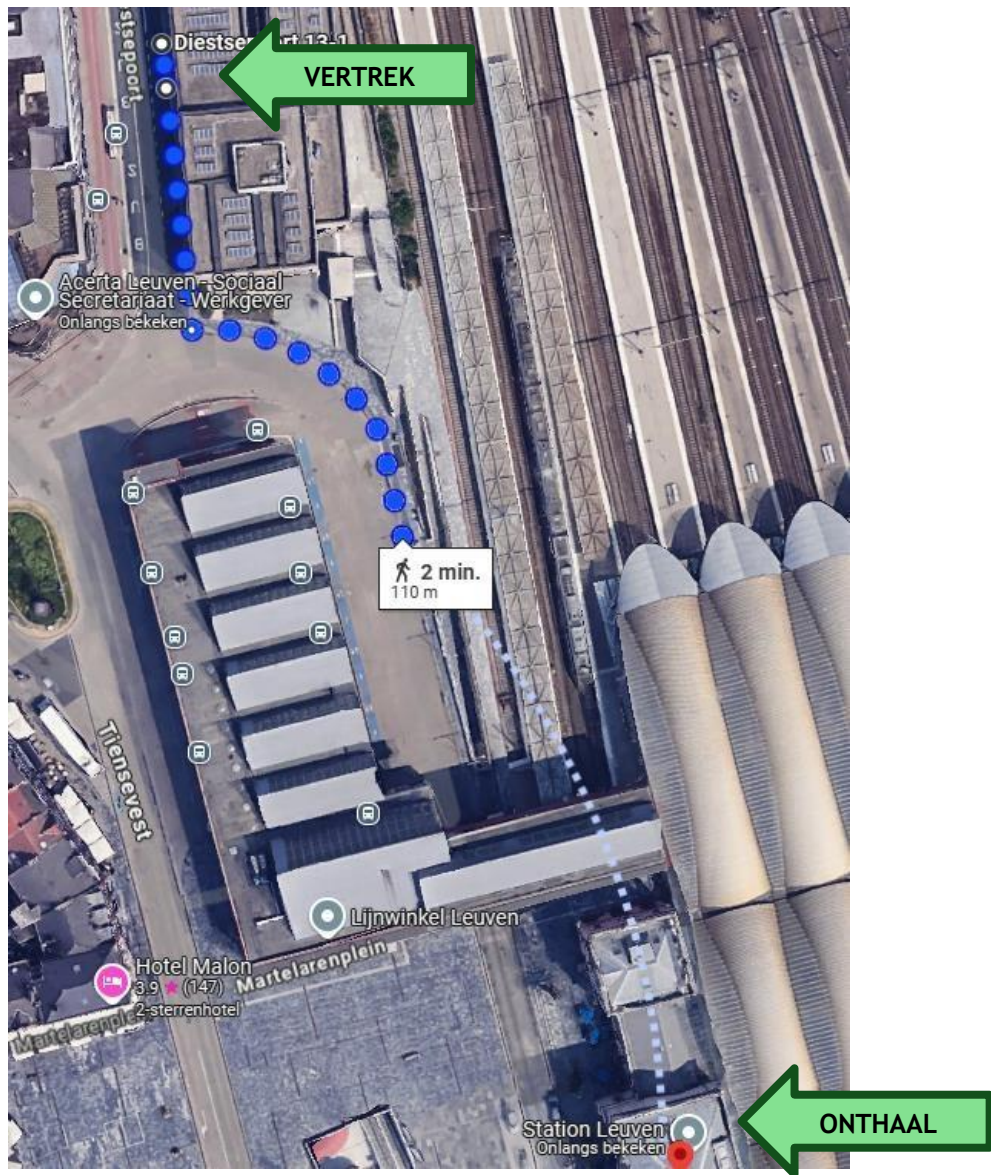 Diestsepoort 13-1
VERTREK
Acerta Leuven - Sociaal
Secretariaat - Werkgever
Onlangs bekeken
2 min.
110 m
Tiensevest
Lijnwinkel Leuven
Martelarenplein
Hotel Malon
3.9 ★ (147)
2-sterrenhotel
Station Leuven
Onlangs bekeken
ONTHAAL